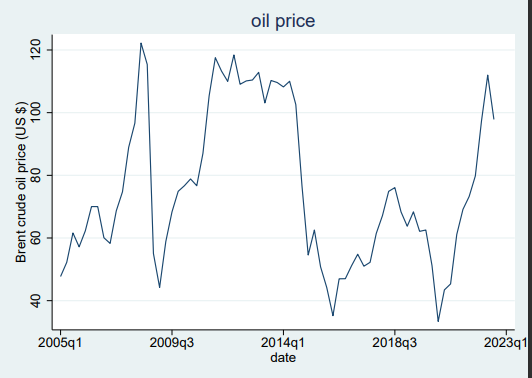 oil price
Brent crude oil price (US $)
120
100
80
60
40
2005q1 2009q3 2014q1 2018q3 2023q1
date